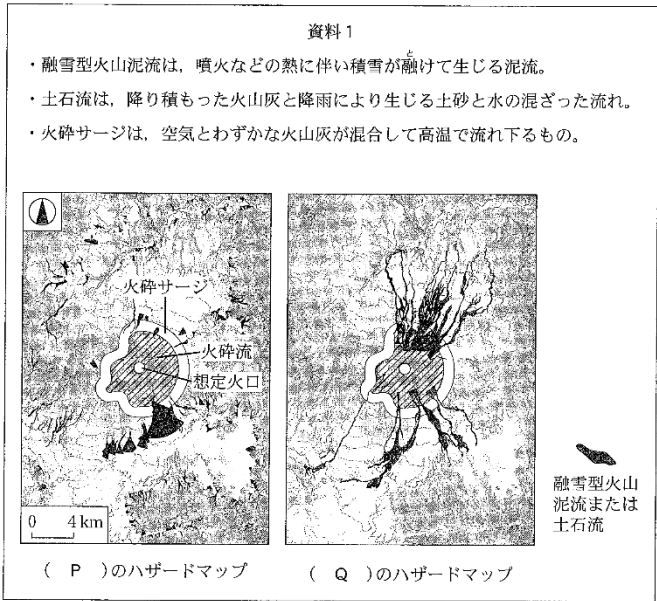 資料1
・融雪型火山泥流は，噴火などの熱に伴い積雪が融けて生じる泥流。
と
・土石流は，降り積もった火山灰と降雨により生じる土砂と水の混ざった流れ。
・火砕サージは，空気とわずかな火山灰が混合して高温で流れ下るもの。
火砕サージ
火砕流
想定火口
0 4km
融雪型火山
泥流または
土石流
( P )のハザードマップ
( Q )のハザードマップ